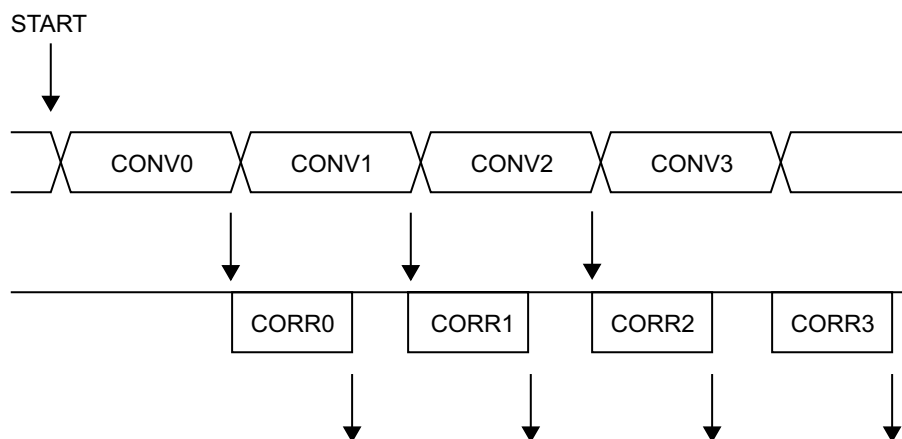 START
CONV0 CONV1 CONV2 CONV3
CORR0 CORR1 CORR2 CORR3